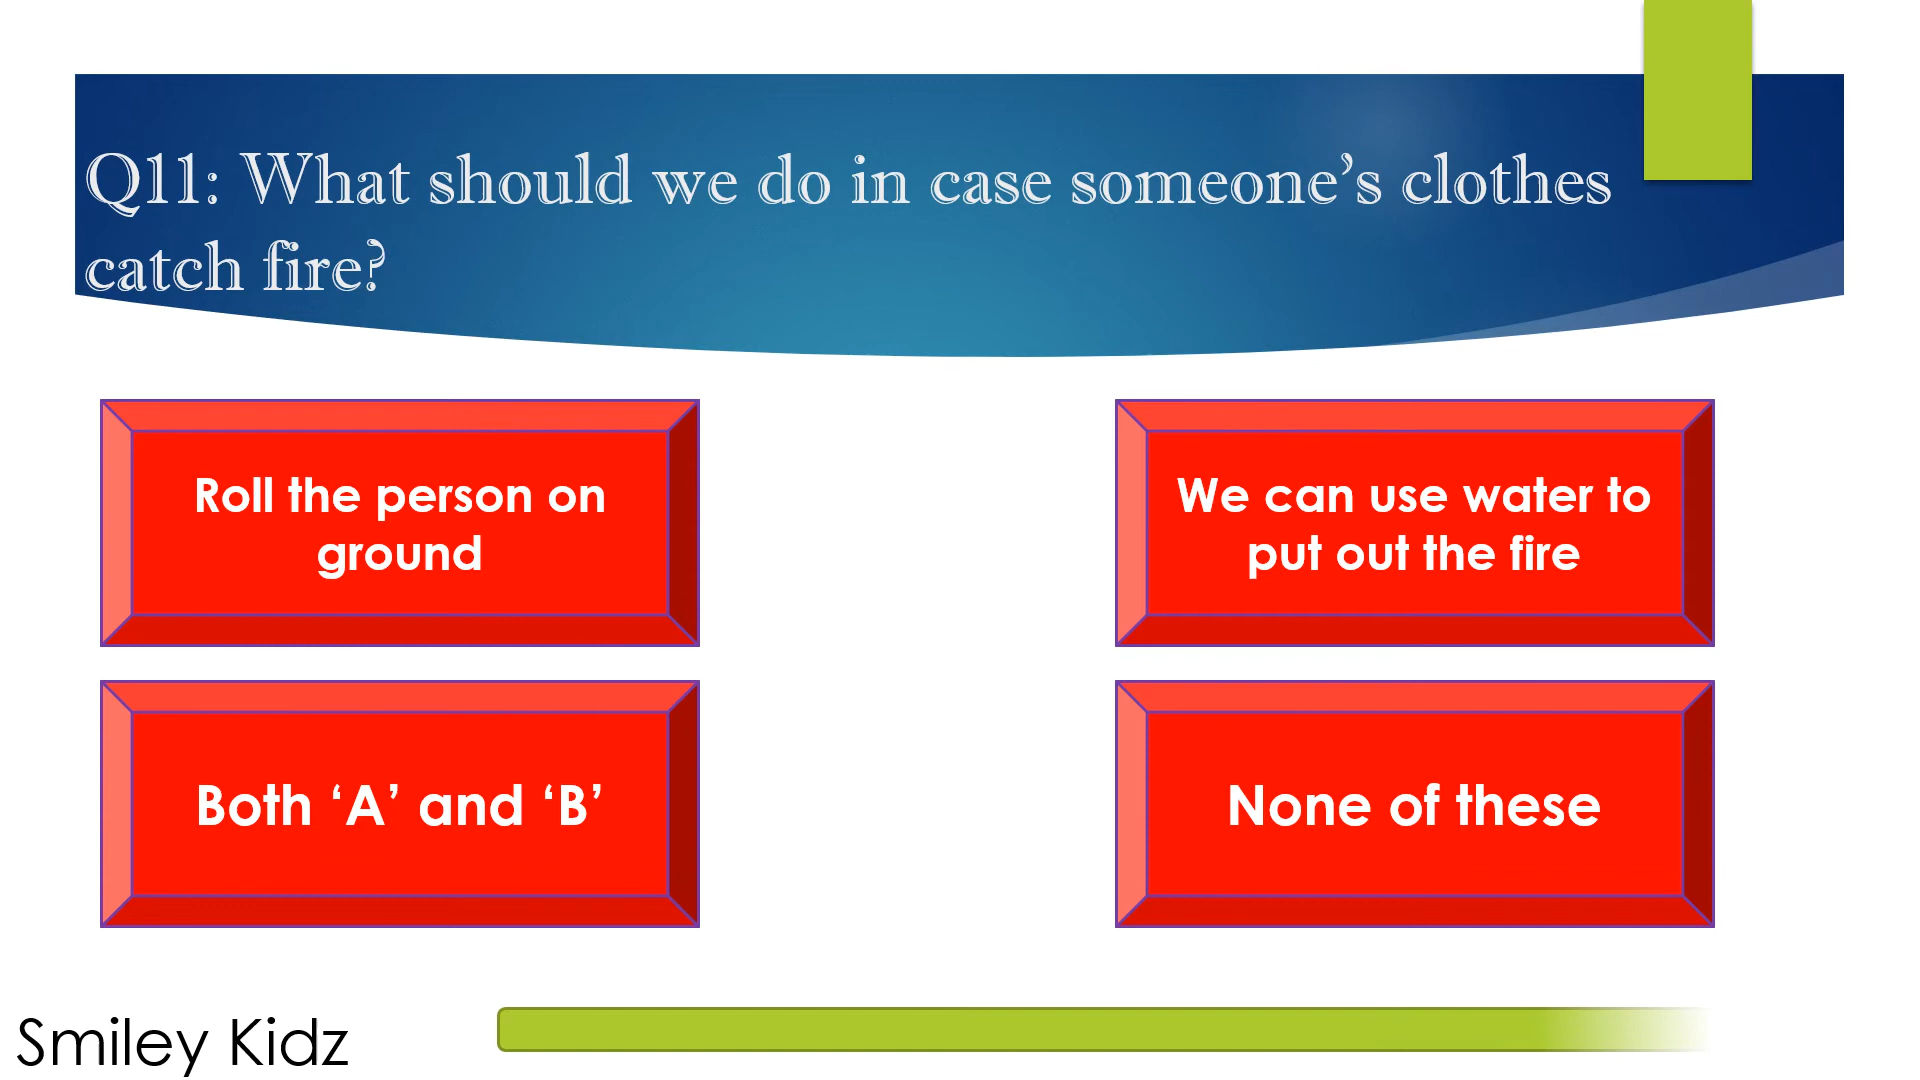 Q11: What should we do in case someone’s clothes
catch fire?
Roll the person on
ground
We can use water to
put out the fire
Both ‘A’ and ‘B’
None of these
Smiley Kidz